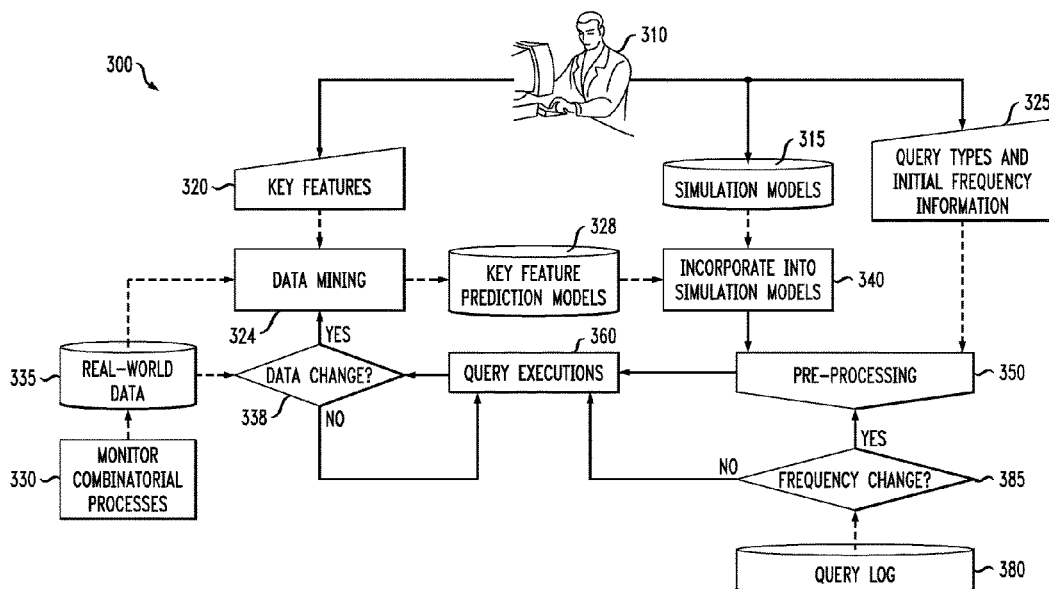 300
310
325
315
320
KEY FEATURES
SIMULATION MODELS
QUERY TYPES AND
INITIAL FREQUENCY
INFORMATION
328
DATA MINING
KEY FEATURE
PREDICTION MODELS
INCORPORATE INTO
SIMULATION MODELS
340
324
YES
360
335
REAL-WORLD
DATA
DATA CHANGE?
QUERY EXECUTIONS
PRE-PROCESSING
350
338
NO
330
MONITOR
COMBINATORIAL
PROCESSES
YES
NO
FREQUENCY CHANGE?
385
QUERY LOG
380